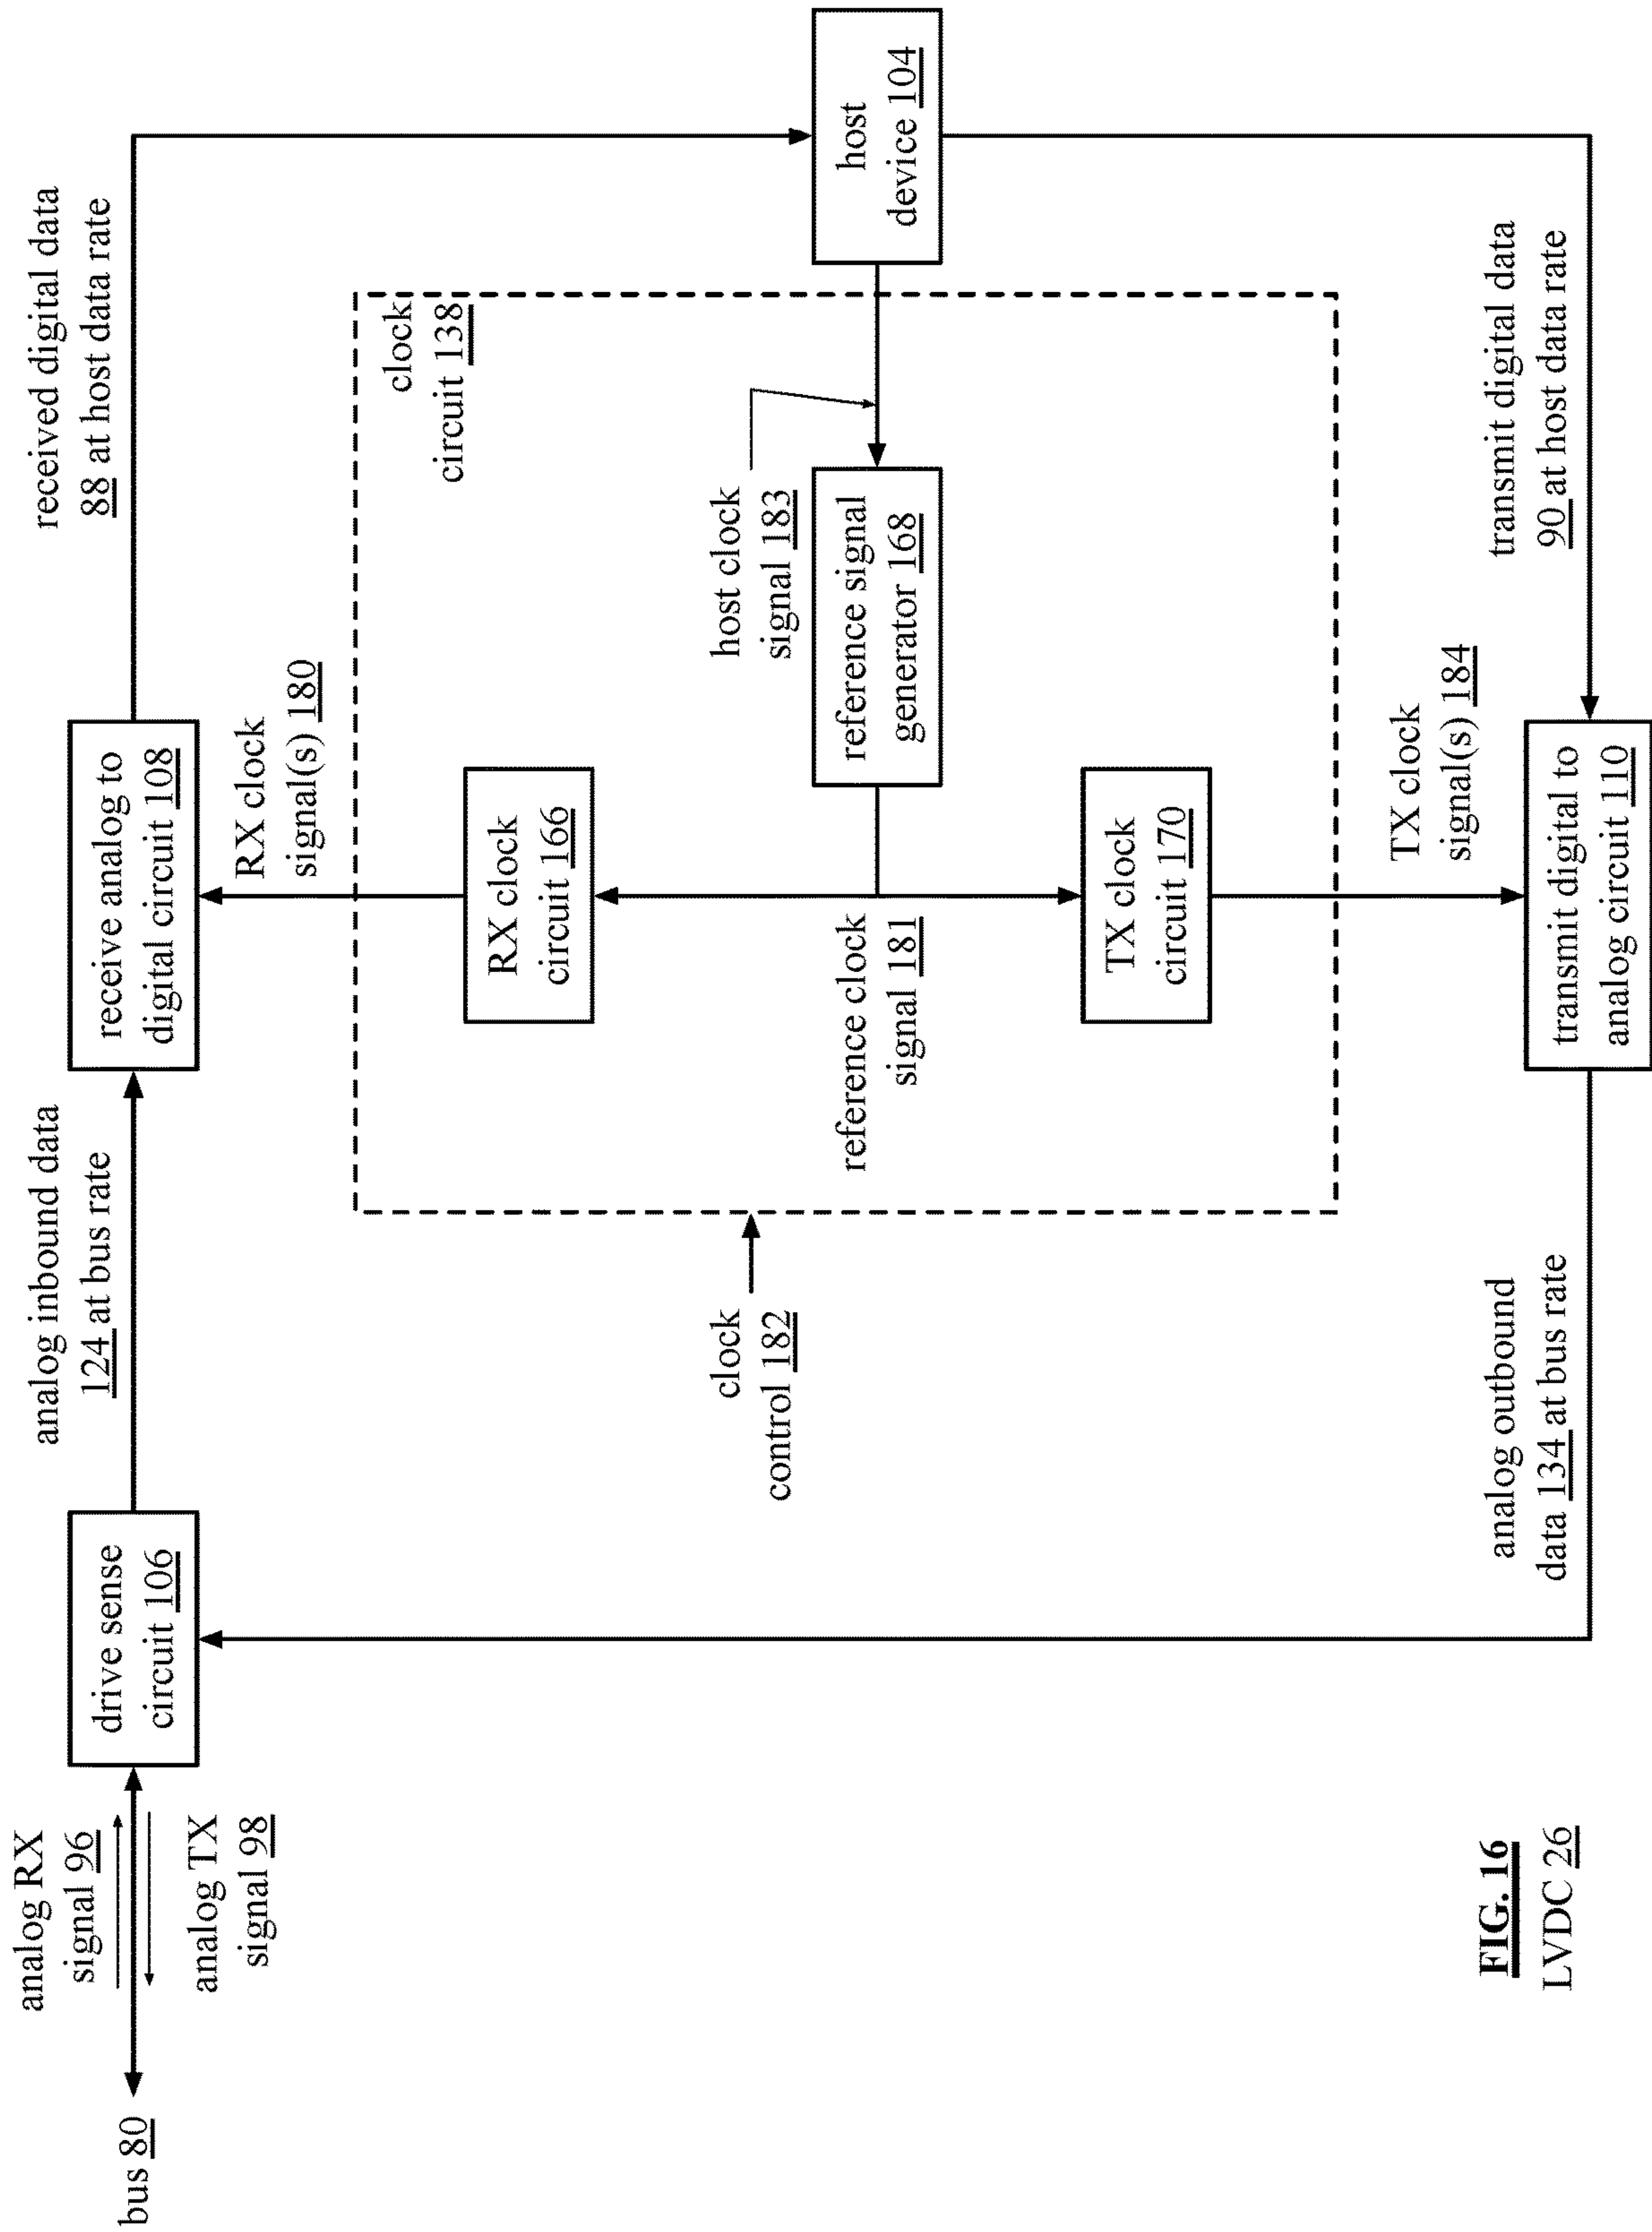 bus 80
analog RX
signal 96
analog TX
signal 98
drive sense
circuit 106
analog inbound data
124 at bus rate
receive analog to
digital circuit 108
received digital data
88 at host data rate
RX clock
signal(s) 180
clock
circuit 138
RX clock
circuit 166
clock
control 182
reference clock
signal 181
host clock
signal 183
reference signal
generator 168
host
device 104
TX clock
circuit 170
TX clock
signal(s) 184
analog outbound
data 134 at bus rate
transmit digital to
analog circuit 110
transmit digital data
90 at host data rate
FIG. 16
LVDC 26